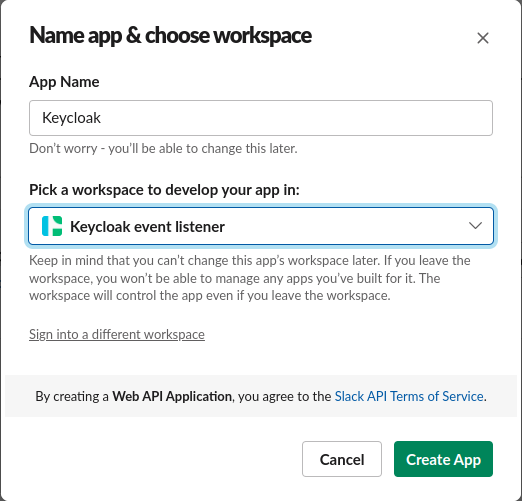 Name app & choose workspace
App Name
Keycloak
Don't worry - you'll be able to change this later.
Pick a workspace to develop your app in:
Keycloak event listener
Keep in mind that you can't change this app's workspace later. If you leave the
workspace, you won't be able to manage any apps you've built for it. The
workspace will control the app even if you leave the workspace.
Sign into a different workspace
By creating a Web API Application, you agree to the Slack API Terms of Service.
Cancel
Create App